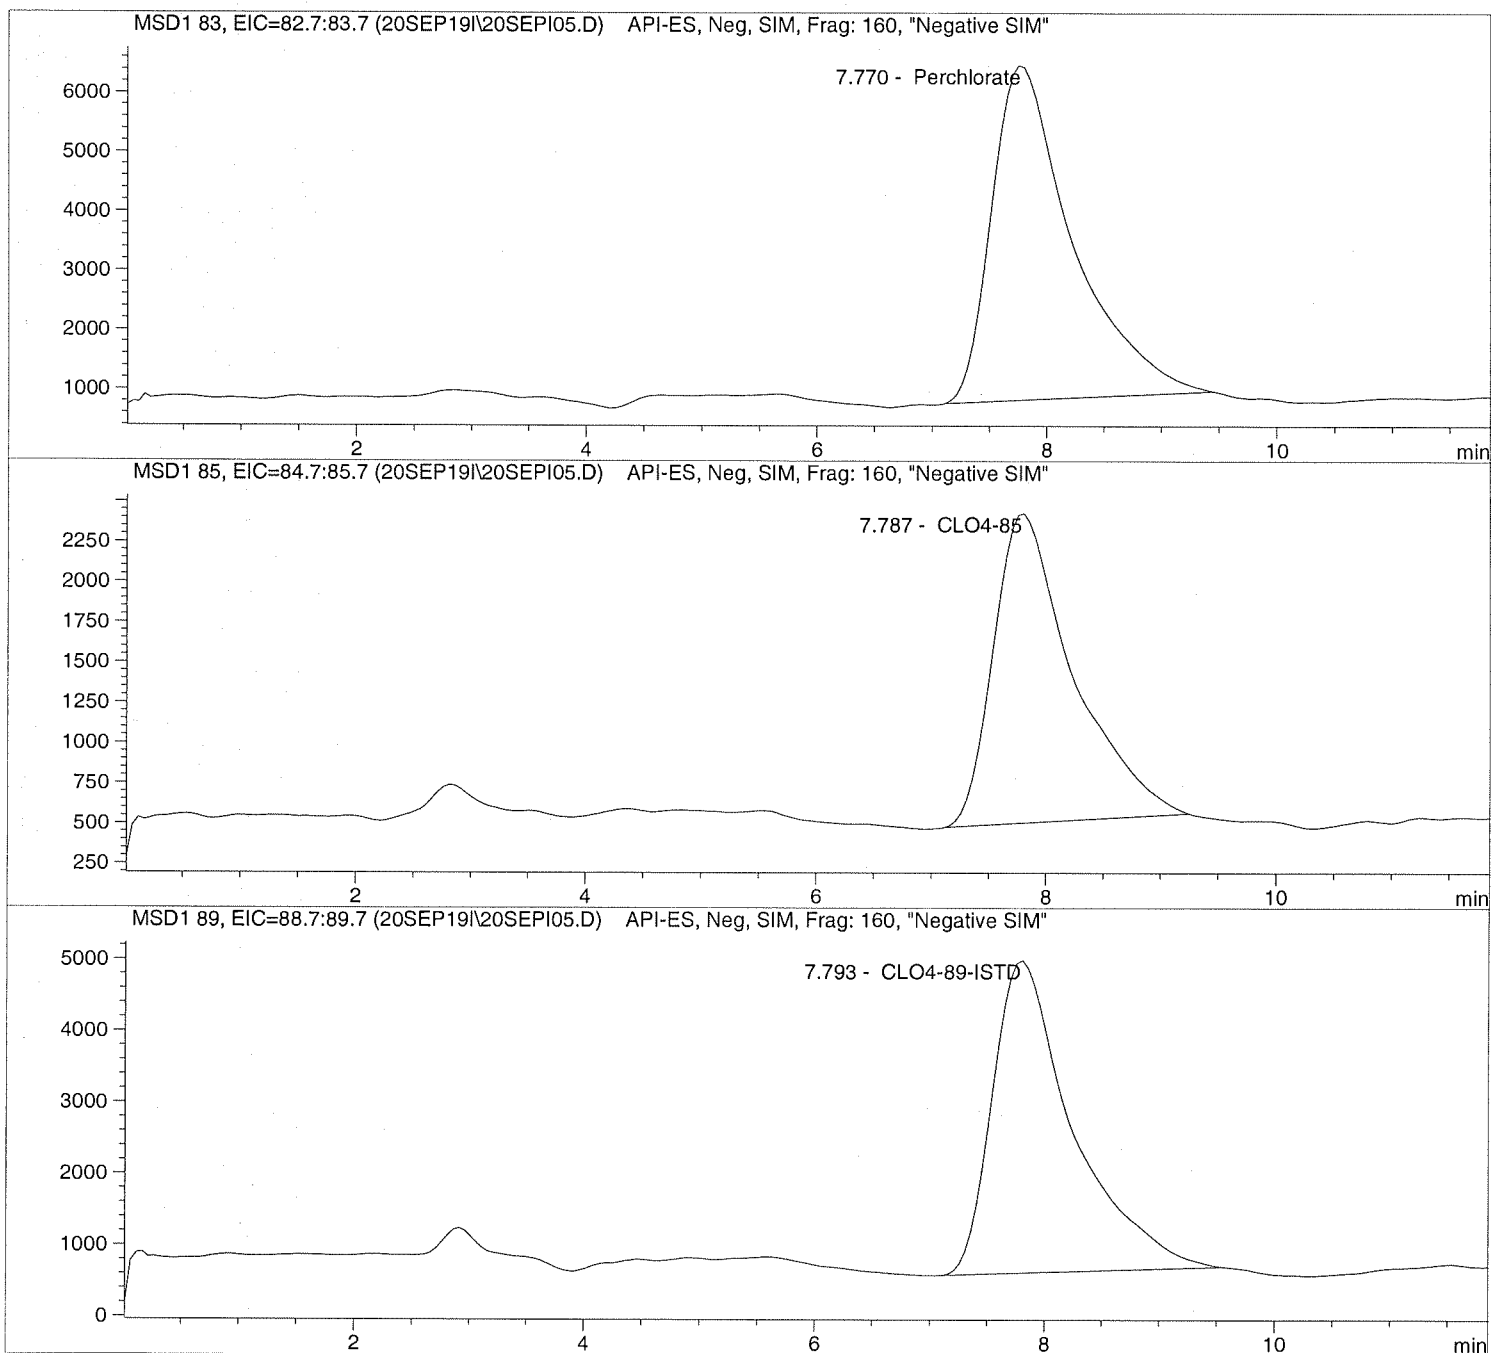 MSD1 83, EIC=82.7:83.7 (20SEP19I\20SEPI05.D) API-ES, Neg, SIM, Frag: 160, "Negative SIM"
7.770 - Perchlorate
6000
5000
4000
3000
2000
1000
2 4 6 8 10 min
MSD1 85, EIC=84.7:85.7 (20SEP19I\20SEPI05.D) API-ES, Neg, SIM, Frag: 160, "Negative SIM"
7.787 - CLO4-85
2250
2000
1750
1500
1250
1000
750
500
250
2 4 6 8 10 min
MSD1 89, EIC=88.7:89.7 (20SEP19I\20SEPI05.D) API-ES, Neg, SIM, Frag: 160, "Negative SIM"
7.793 - CLO4-89-ISTD
5000
4000
3000
2000
1000
0
2 4 6 8 10 min